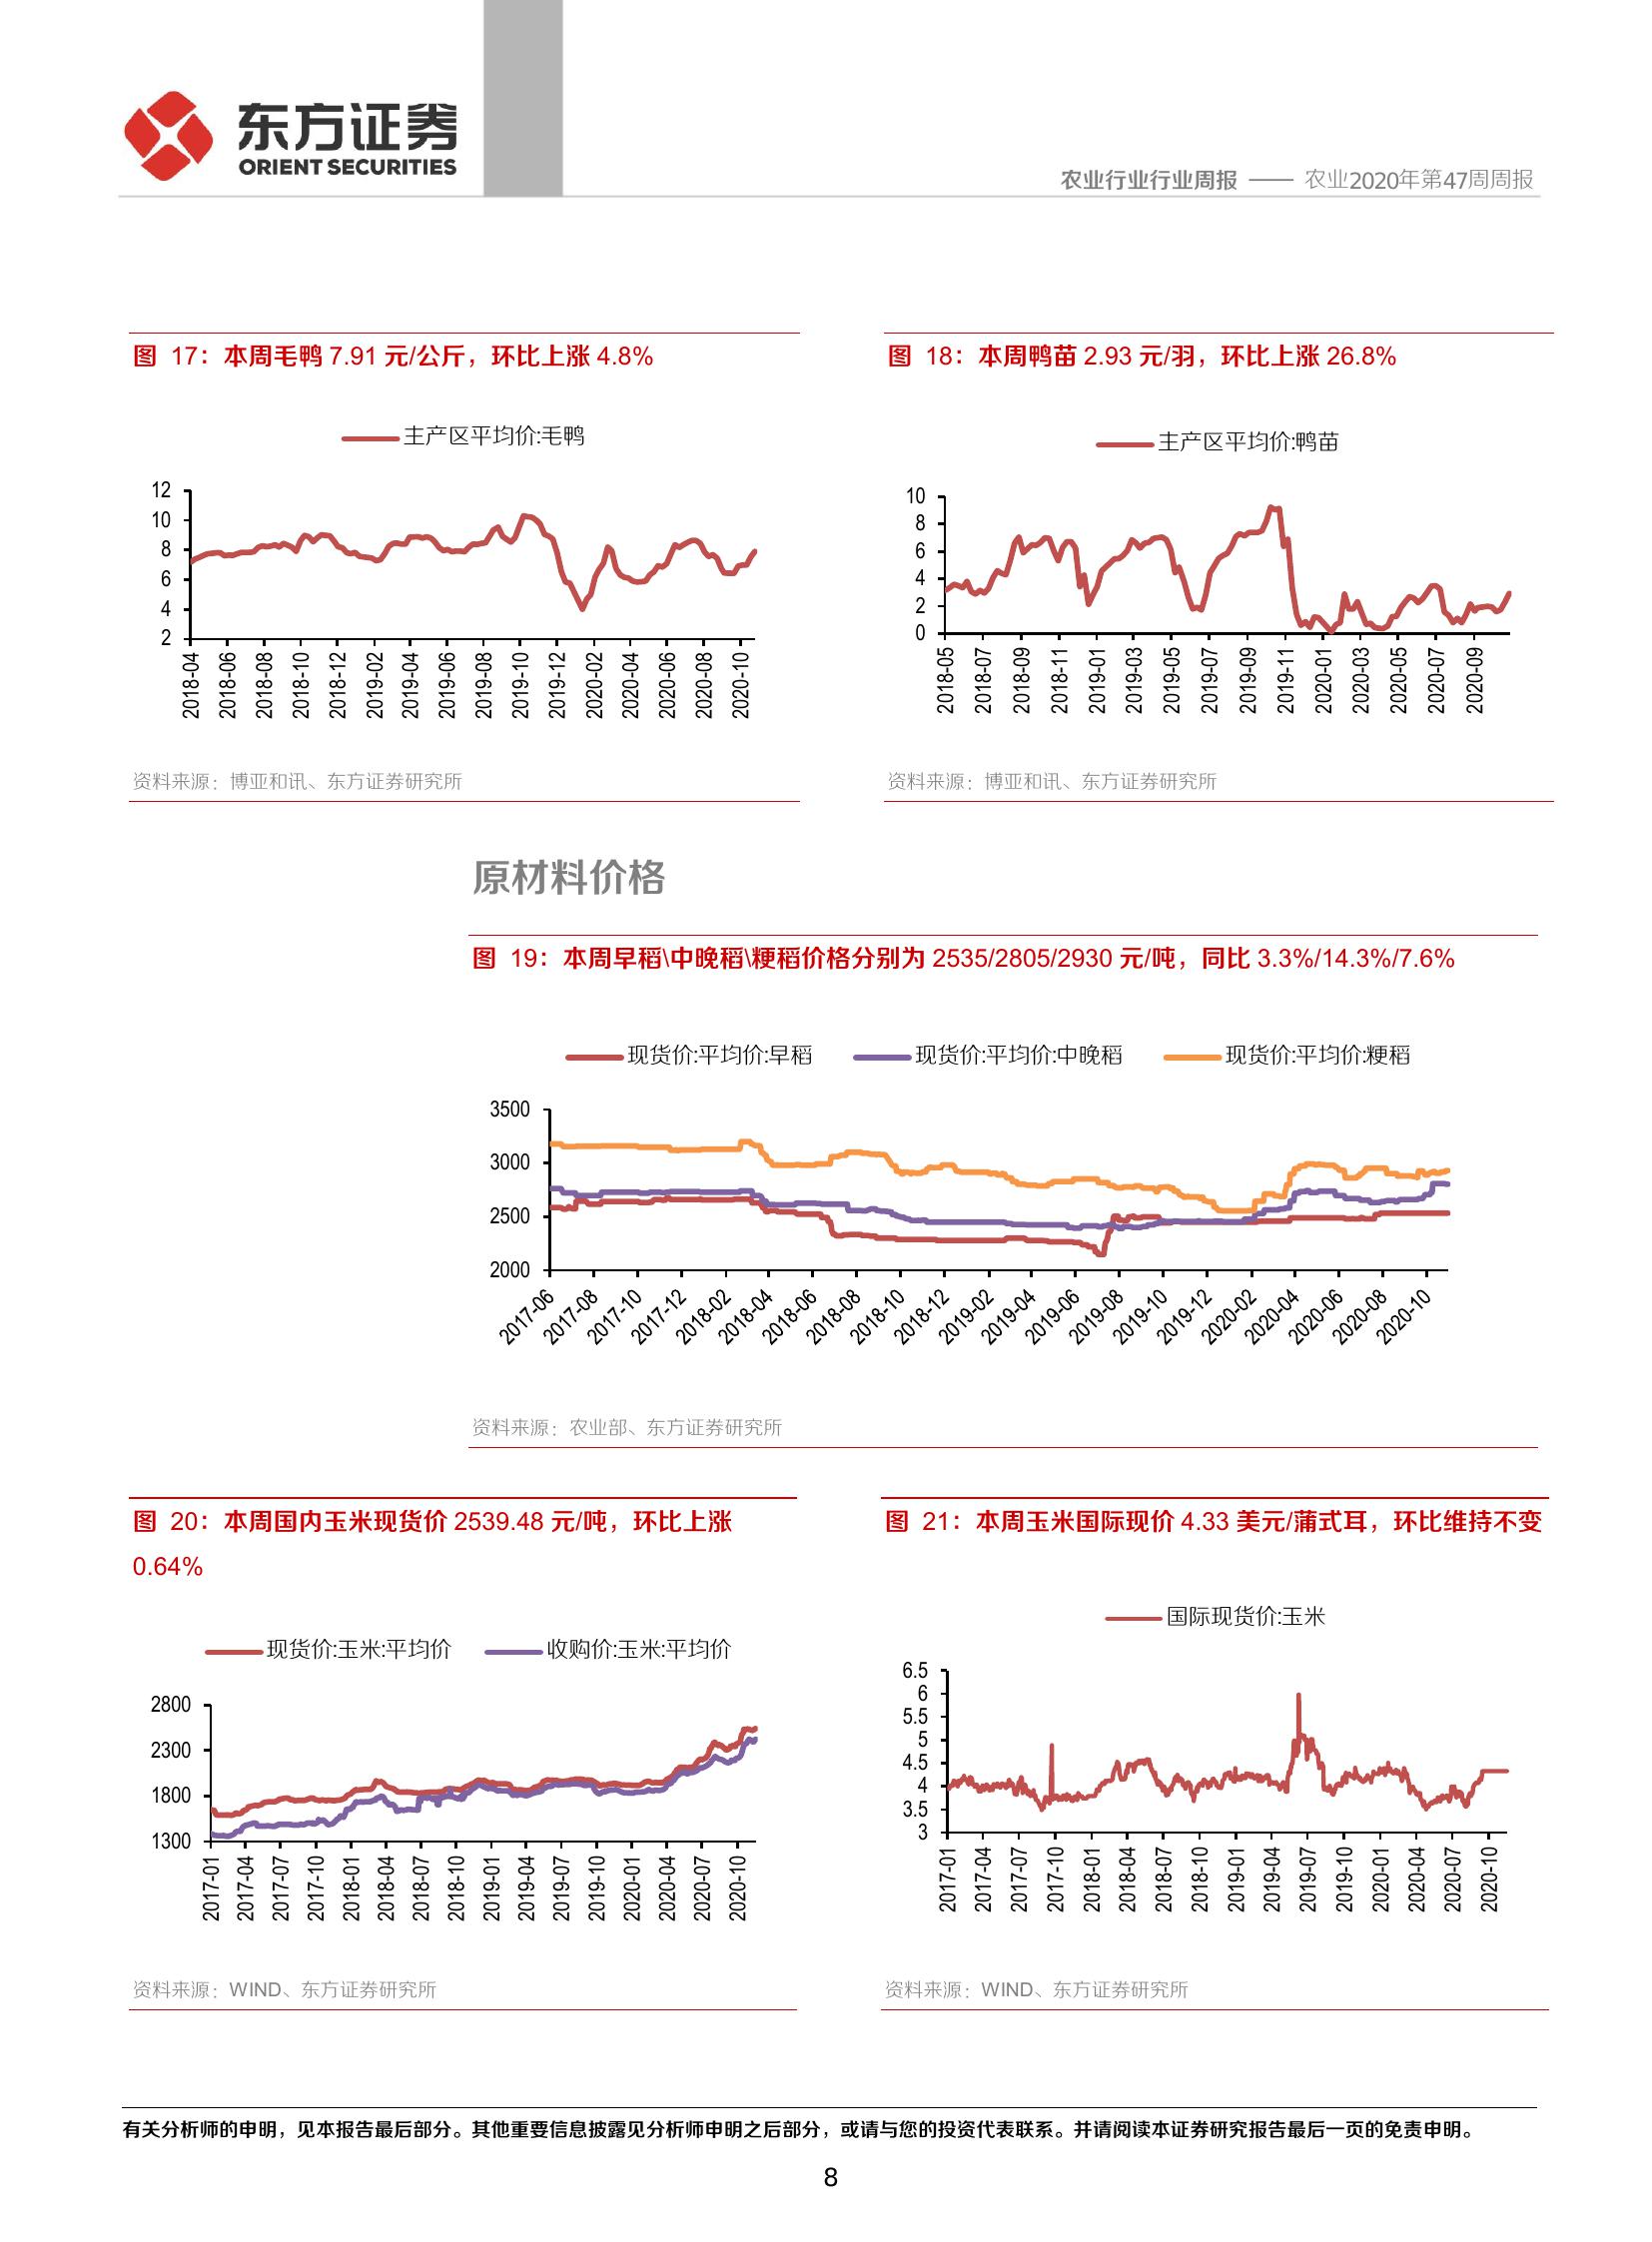 东方证券
ORIENT SECURITIES
农业行业行业周报 —— 农业2020年第47周周报
图 17：本周毛鸭 7.91 元/公斤，环比上涨 4.8%
主产区平均价:毛鸭
12
10
8
6
4
2
2018-04 2018-06 2018-08 2018-10 2018-12 2019-02 2019-04 2019-06 2019-08 2019-10 2019-12 2020-02 2020-04 2020-06 2020-08 2020-10
资料来源：博亚和讯、东方证券研究所
图 18：本周鸭苗 2.93 元/羽，环比上涨 26.8%
主产区平均价:鸭苗
10
8
6
4
2
0
2018-05 2018-07 2018-09 2018-11 2019-01 2019-03 2019-05 2019-07 2019-09 2019-11 2020-01 2020-03 2020-05 2020-07 2020-09
资料来源：博亚和讯、东方证券研究所
原材料价格
图 19：本周早稻\中晚稻\粳稻价格分别为 2535/2805/2930 元/吨，同比 3.3%/14.3%/7.6%
现货价:平均价:早稻 现货价:平均价:中晚稻 现货价:平均价:粳稻
3500
3000
2500
2000
2017-06 2017-08 2017-10 2017-12 2018-02 2018-04 2018-06 2018-08 2018-10 2018-12 2019-02 2019-04 2019-06 2019-08 2019-10 2019-12 2020-02 2020-04 2020-06 2020-08 2020-10
资料来源：农业部、东方证券研究所
图 20：本周国内玉米现货价 2539.48 元/吨，环比上涨
0.64%
现货价:玉米:平均价 收购价:玉米:平均价
2800
2300
1800
1300
2017-01 2017-04 2017-07 2017-10 2018-01 2018-04 2018-07 2018-10 2019-01 2019-04 2019-07 2019-10 2020-01 2020-04 2020-07 2020-10
资料来源：WIND、东方证券研究所
图 21：本周玉米国际现价 4.33 美元/蒲式耳，环比维持不变
国际现货价:玉米
6.5
6
5.5
5
4.5
4
3.5
3
2017-01 2017-04 2017-07 2017-10 2018-01 2018-04 2018-07 2018-10 2019-01 2019-04 2019-07 2019-10 2020-01 2020-04 2020-07 2020-10
资料来源：WIND、东方证券研究所
有关分析师的申明，见本报告最后部分。其他重要信息披露见分析师申明之后部分，或请与您的投资代表联系。并请阅读本证券研究报告最后一页的免责申明。
8